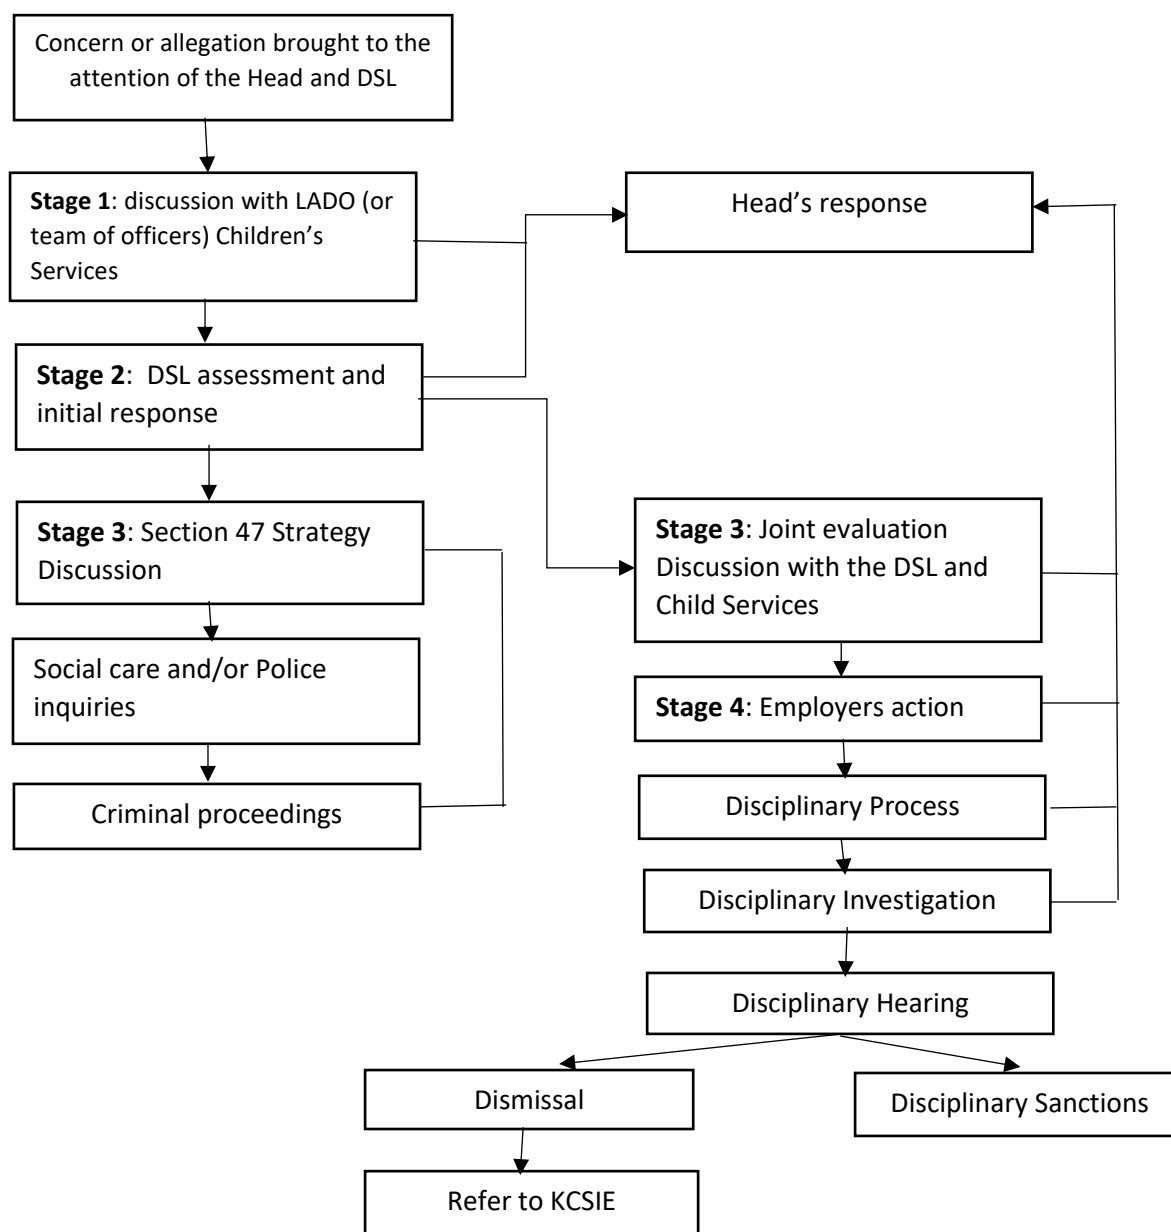 Concern or allegation brought to the
attention of the Head and DSL
Stage 1: discussion with LADO (or
team of officers) Children's
Services
Head's response
Stage 2:  DSL assessment and
initial response
Stage 3: Section 47 Strategy
Discussion
Stage 3: Joint evaluation
Discussion with the DSL and
Child Services
Social care and/or Police
inquiries
Stage 4: Employers action
Criminal proceedings
Disciplinary Process
Disciplinary Investigation
Disciplinary Hearing
Dismissal
Disciplinary Sanctions
Refer to KCSIE